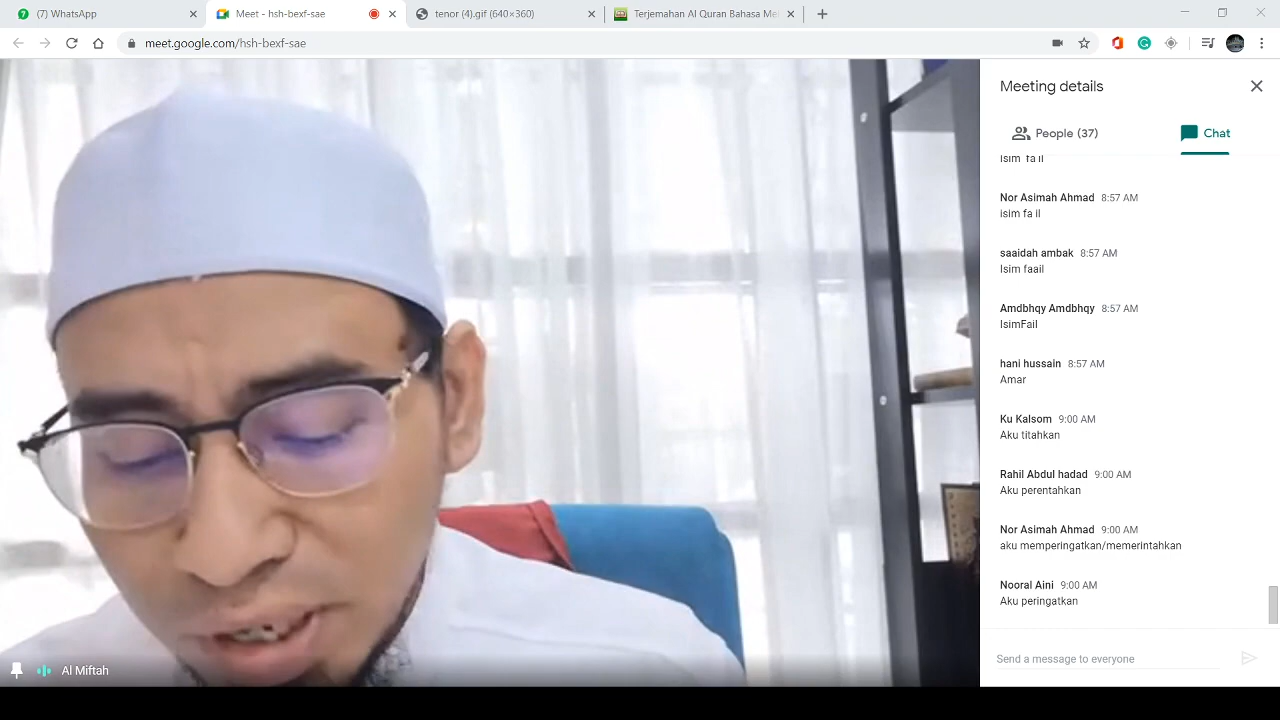 (7) WhatsApp
Meet - hsh-bexf-sae
tenor (4).gif (640×360)
Terjemahan Al Quran Bahasa Mel
meet.google.com/hsh-bexf-sae
Meeting details
People (37)
Chat
Isim fa il
Nor Asimah Ahmad 8:57 AM
isim fa il
saaidah ambak 8:57 AM
Isim faail
Amdbhqy Amdbhqy 8:57 AM
IsimFail
hani hussain 8:57 AM
Amar
Ku Kalsom 9:00 AM
Aku titahkan
Rahil Abdul hadad 9:00 AM
Aku perentahkan
Nor Asimah Ahmad 9:00 AM
aku memperingatkan/memerintahkan
Nooral Aini 9:00 AM
Aku peringatkan
Send a message to everyone
Al Miftah